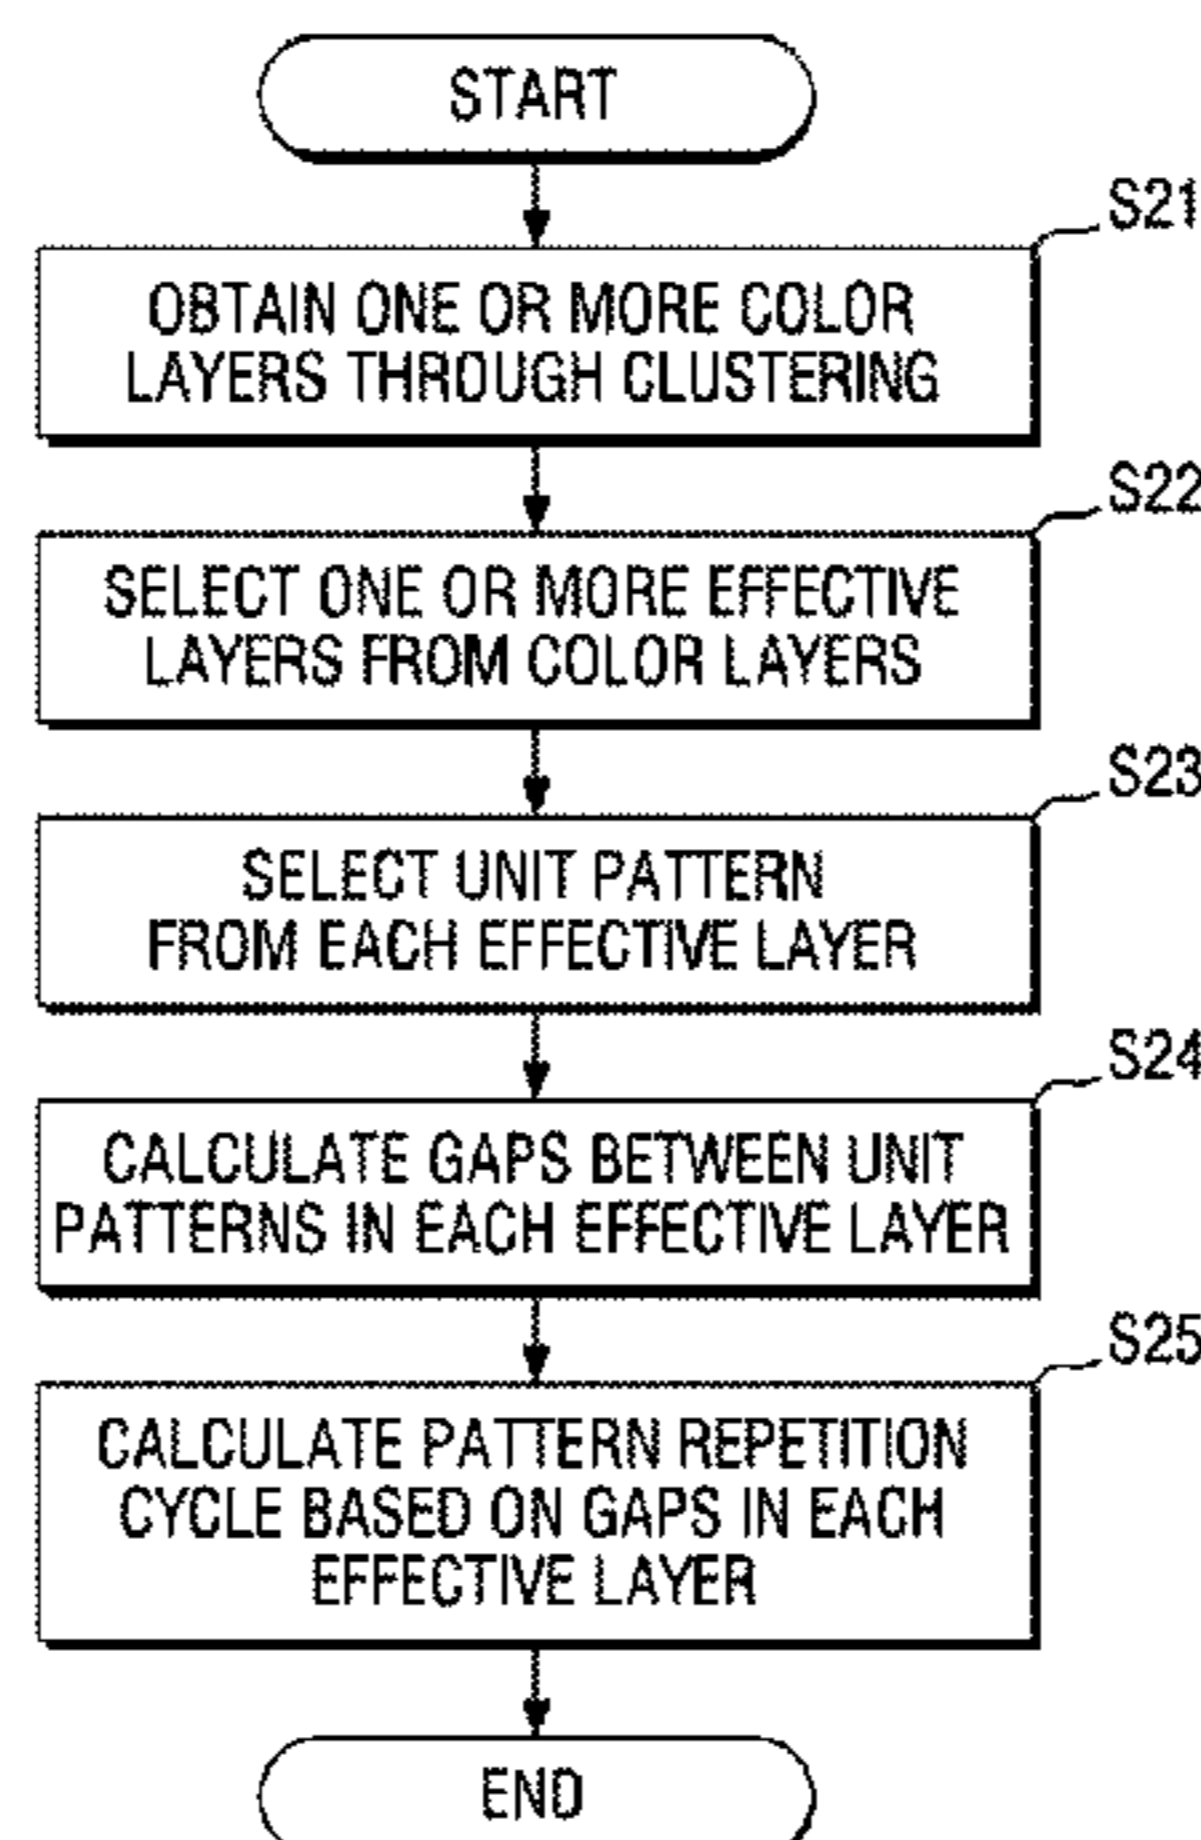 START
S21
OBTAIN ONE OR MORE COLOR
LAYERS THROUGH CLUSTERING
S22
SELECT ONE OR MORE EFFECTIVE
LAYERS FROM COLOR LAYERS
S23
SELECT UNIT PATTERN
FROM EACH EFFECTIVE LAYER
S24
CALCULATE GAPS BETWEEN UNIT
PATTERNS IN EACH EFFECTIVE LAYER
S25
CALCULATE PATTERN REPETITION
CYCLE BASED ON GAPS IN EACH
EFFECTIVE LAYER
END